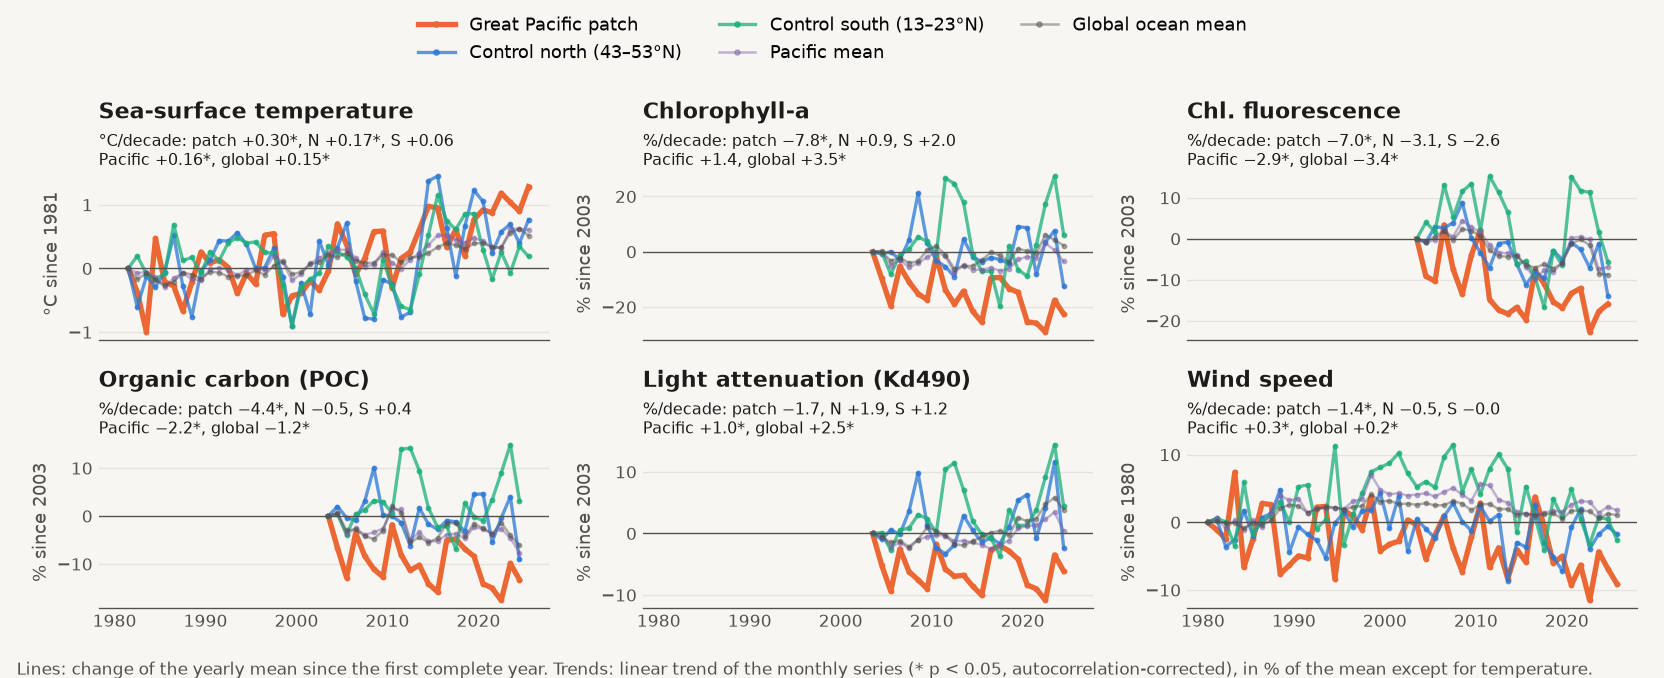 Great Pacific patch
Control north (43–53°N)
Control south (13–23°N)
Pacific mean
Global ocean mean
Sea-surface temperature
°C/decade: patch +0.30*, N +0.17*, S +0.06
Pacific +0.16*, global +0.15*
°C since 1981
1
0
−1
Chlorophyll-a
%/decade: patch −7.8*, N +0.9, S +2.0
Pacific +1.4, global +3.5*
% since 2003
20
0
−20
Chl. fluorescence
%/decade: patch −7.0*, N −3.1, S −2.6
Pacific −2.9*, global −3.4*
% since 2003
10
0
−10
−20
Organic carbon (POC)
%/decade: patch −4.4*, N −0.5, S +0.4
Pacific −2.2*, global −1.2*
% since 2003
10
0
−10
1980 1990 2000 2010 2020
Light attenuation (Kd490)
%/decade: patch −1.7, N +1.9, S +1.2
Pacific +1.0*, global +2.5*
% since 2003
10
0
−10
1980 1990 2000 2010 2020
Wind speed
%/decade: patch −1.4*, N −0.5, S −0.0
Pacific +0.3*, global +0.2*
% since 1980
10
0
−10
1980 1990 2000 2010 2020
Lines: change of the yearly mean since the first complete year. Trends: linear trend of the monthly series (* p < 0.05, autocorrelation-corrected), in % of the mean except for temperature.